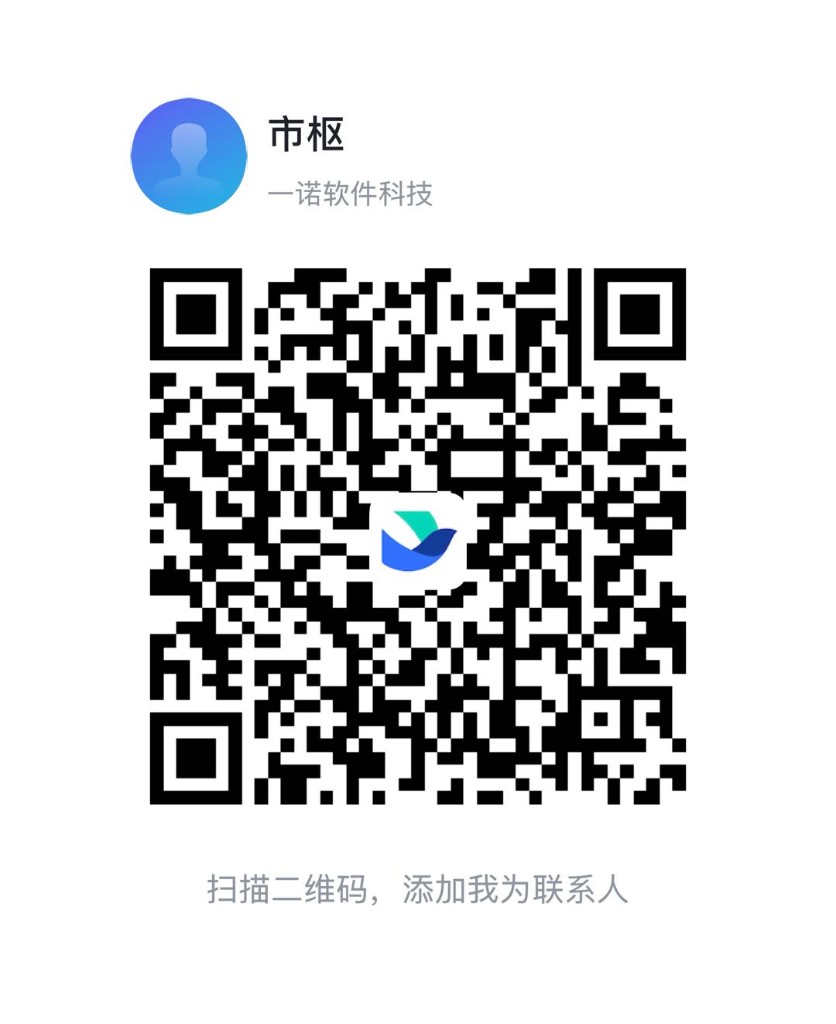 市枢
一诺软件科技
扫描二维码，添加我为联系人